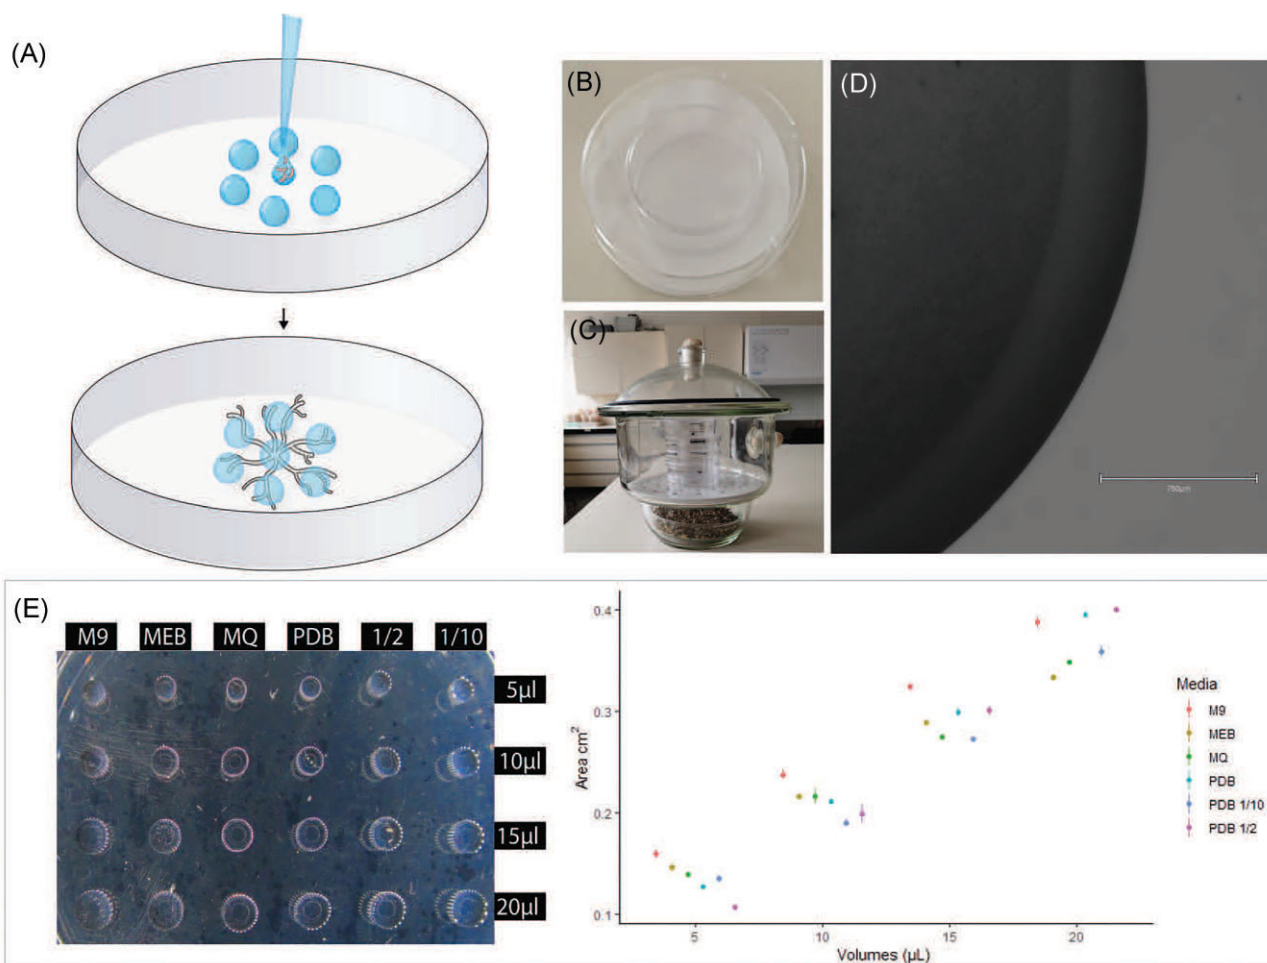 (A)
(B)
(C)
(D)
750µm
(E)
M9 MEB MQ PDB 1/2 1/10
5µl
10µl
15µl
20µl
0.4
0.3
0.2
0.1
Area cm²
5 10 15 20
Volumes (µL)
Media
M9
MEB
MQ
PDB
PDB 1/10
PDB 1/2